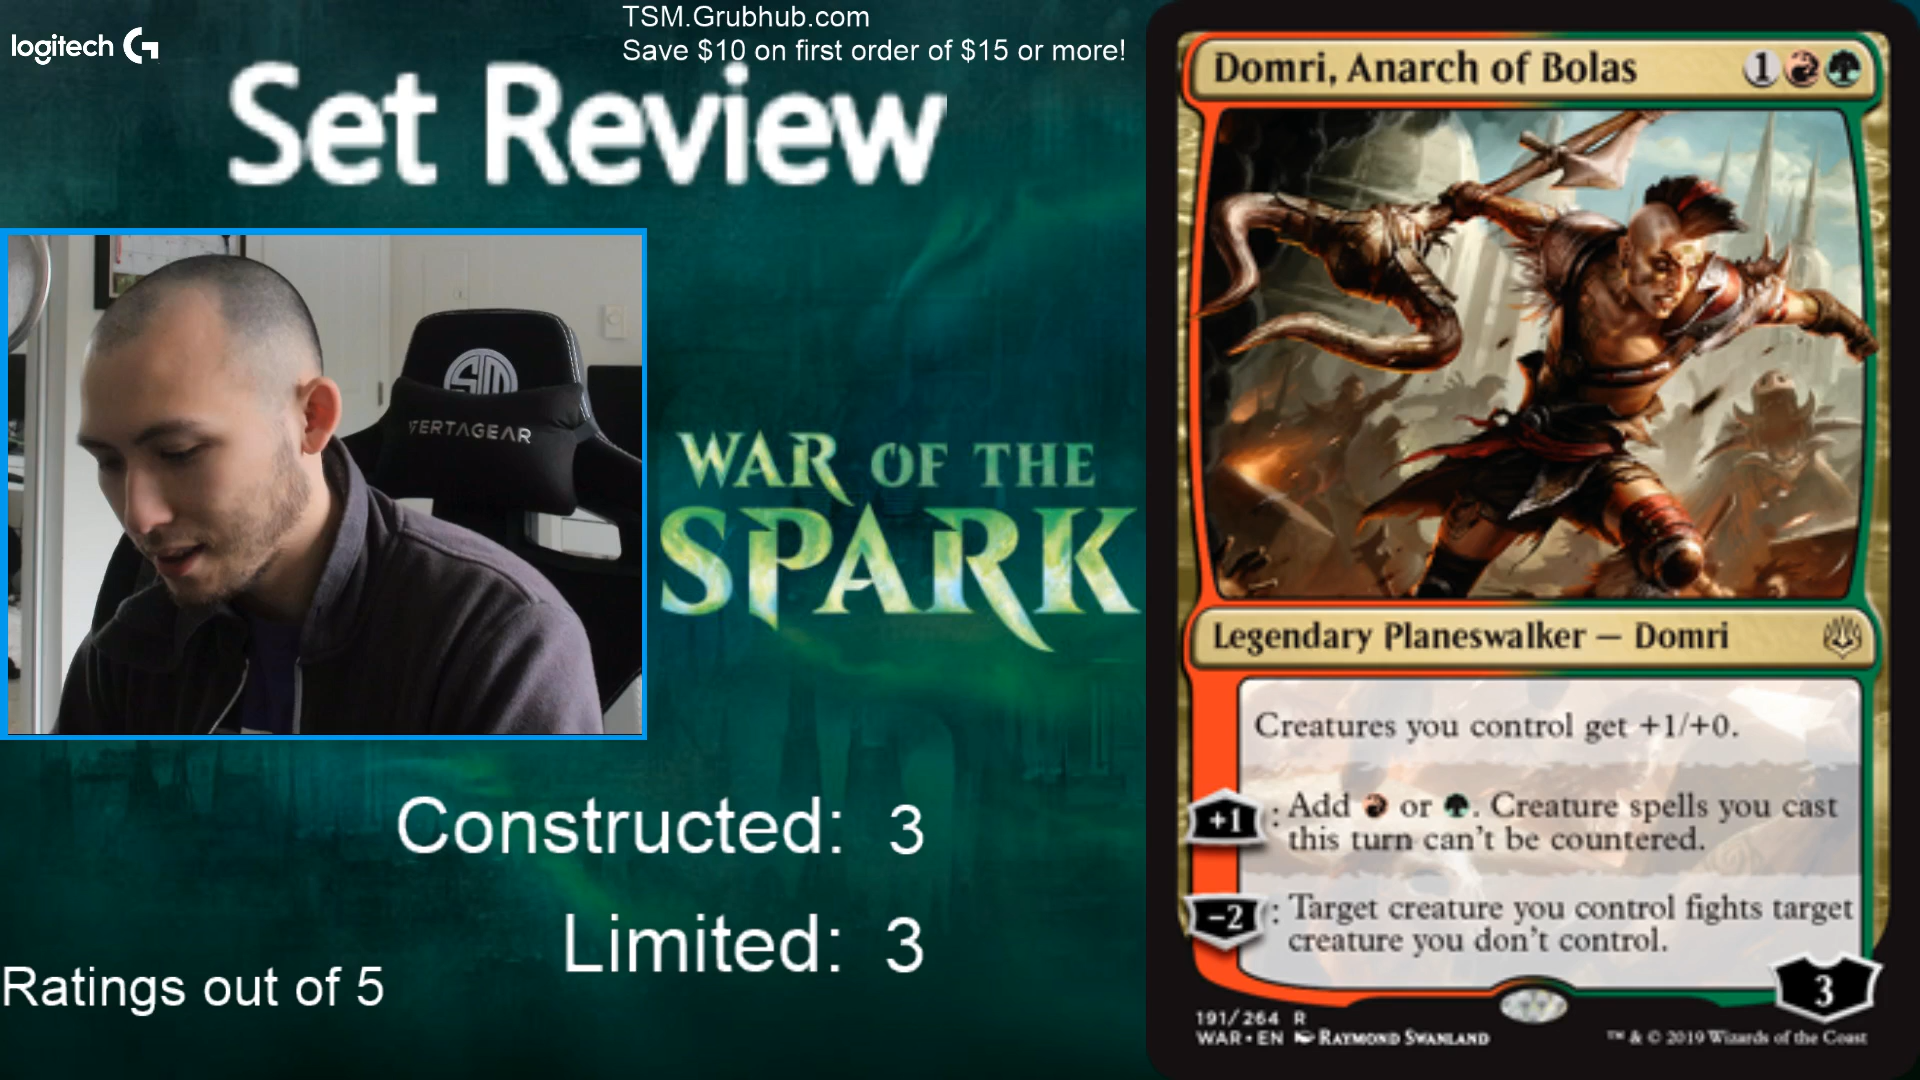 TSM.Grubhub.com
Save $10 on first order of $15 or more!
logitech G
Set Review
TSM
VERTAGEAR
WAR OF THE
SPARK
Constructed: 3
Limited: 3
Ratings out of 5
Domri, Anarch of Bolas 1
Legendary Planeswalker — Domri
Creatures you control get +1/+0.
+1 : Add or . Creature spells you cast
this turn can't be countered.
−2 : Target creature you control fights target
creature you don't control.
3
191/264 R
WAR • EN RAYMOND SWANLAND
™ & © 2019 Wizards of the Coast